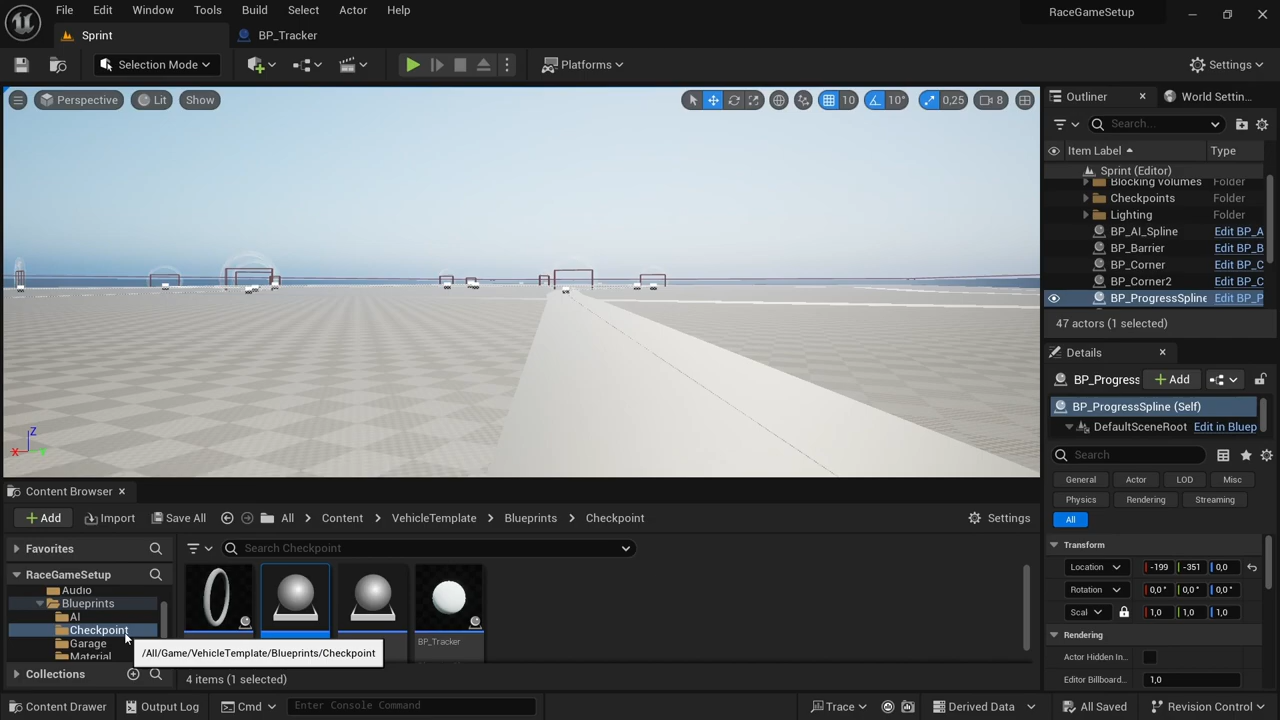 File Edit Window Tools Build Select Actor Help
RaceGameSetup
Sprint
BP_Tracker
Selection Mode
Platforms
Settings
Perspective
Lit
Show
10
10°
0,25
8
Outliner
World Settin...
Search...
Item Label
Type
Sprint (Editor)
Blocking Volumes Folder
Checkpoints Folder
Lighting Folder
BP_AI_Spline Edit BP_A
BP_Barrier Edit BP_B
BP_Corner Edit BP_C
BP_Corner2 Edit BP_C
BP_ProgressSpline Edit BP_P
47 actors (1 selected)
Details
BP_Progress
Add
BP_ProgressSpline (Self)
DefaultSceneRoot Edit in Bluep
Search
General Actor LOD Misc
Physics Rendering Streaming
All
Transform
Location -199 -351 0,0
Rotation 0,0° 0,0° 0,0°
Scal 1,0 1,0 1,0
Rendering
Actor Hidden In...
Editor Billboard... 1,0
Z
X
Content Browser
Add Import Save All All Content VehicleTemplate Blueprints Checkpoint Settings
Favorites
Search Checkpoint
RaceGameSetup
Audio
Blueprints
AI
Checkpoint
Garage
Material
BP_Tracker
/All/Game/VehicleTemplate/Blueprints/Checkpoint
Collections
4 items (1 selected)
Content Drawer Output Log Cmd Enter Console Command Trace Derived Data All Saved Revision Control